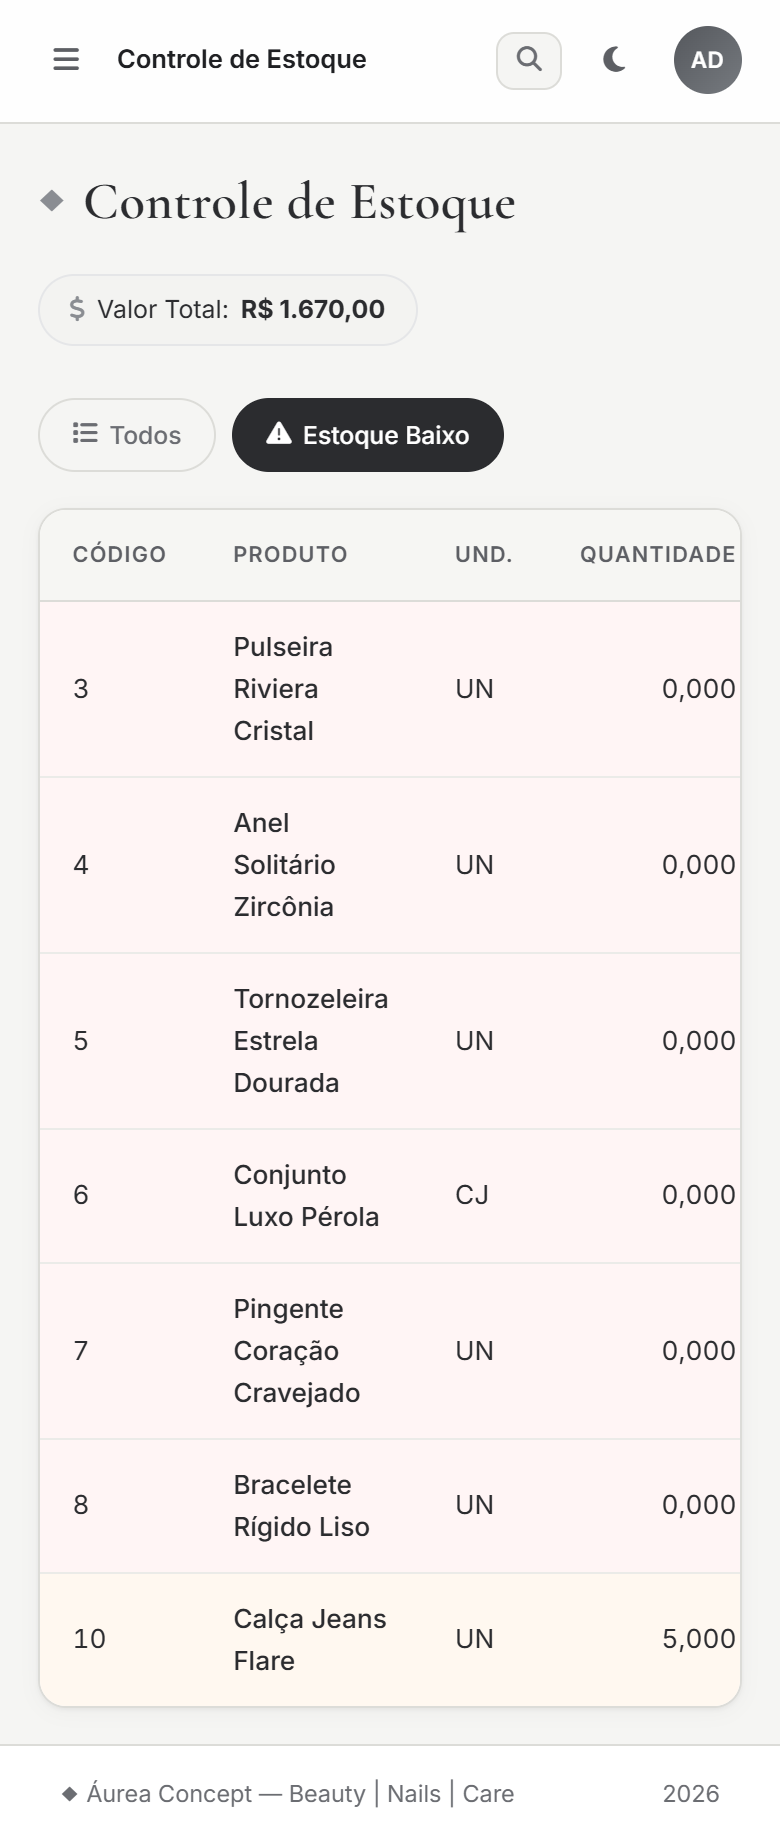 Controle de Estoque AD
Controle de Estoque
$ Valor Total: R$ 1.670,00
Todos Estoque Baixo
CÓDIGO PRODUTO UND. QUANTIDADE
3 Pulseira Riviera Cristal UN 0,000
4 Anel Solitário Zircônia UN 0,000
5 Tornozeleira Estrela Dourada UN 0,000
6 Conjunto Luxo Pérola CJ 0,000
7 Pingente Coração Cravejado UN 0,000
8 Bracelete Rígido Liso UN 0,000
10 Calça Jeans Flare UN 5,000
Áurea Concept — Beauty | Nails | Care 2026